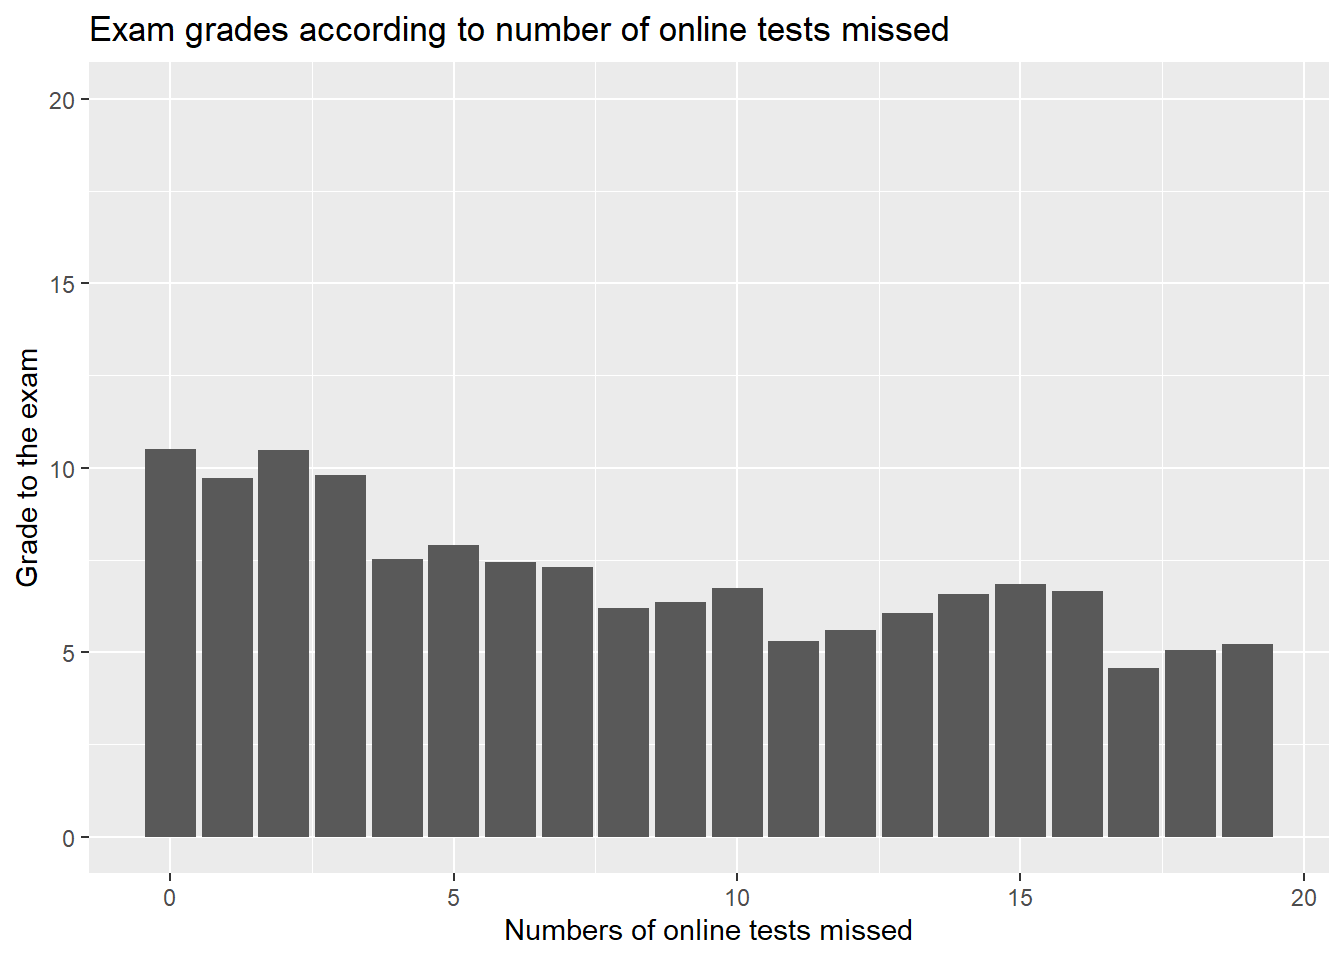 Exam grades according to number of online tests missed
20
15
10
5
0
Grade to the exam
0 5 10 15 20
Numbers of online tests missed